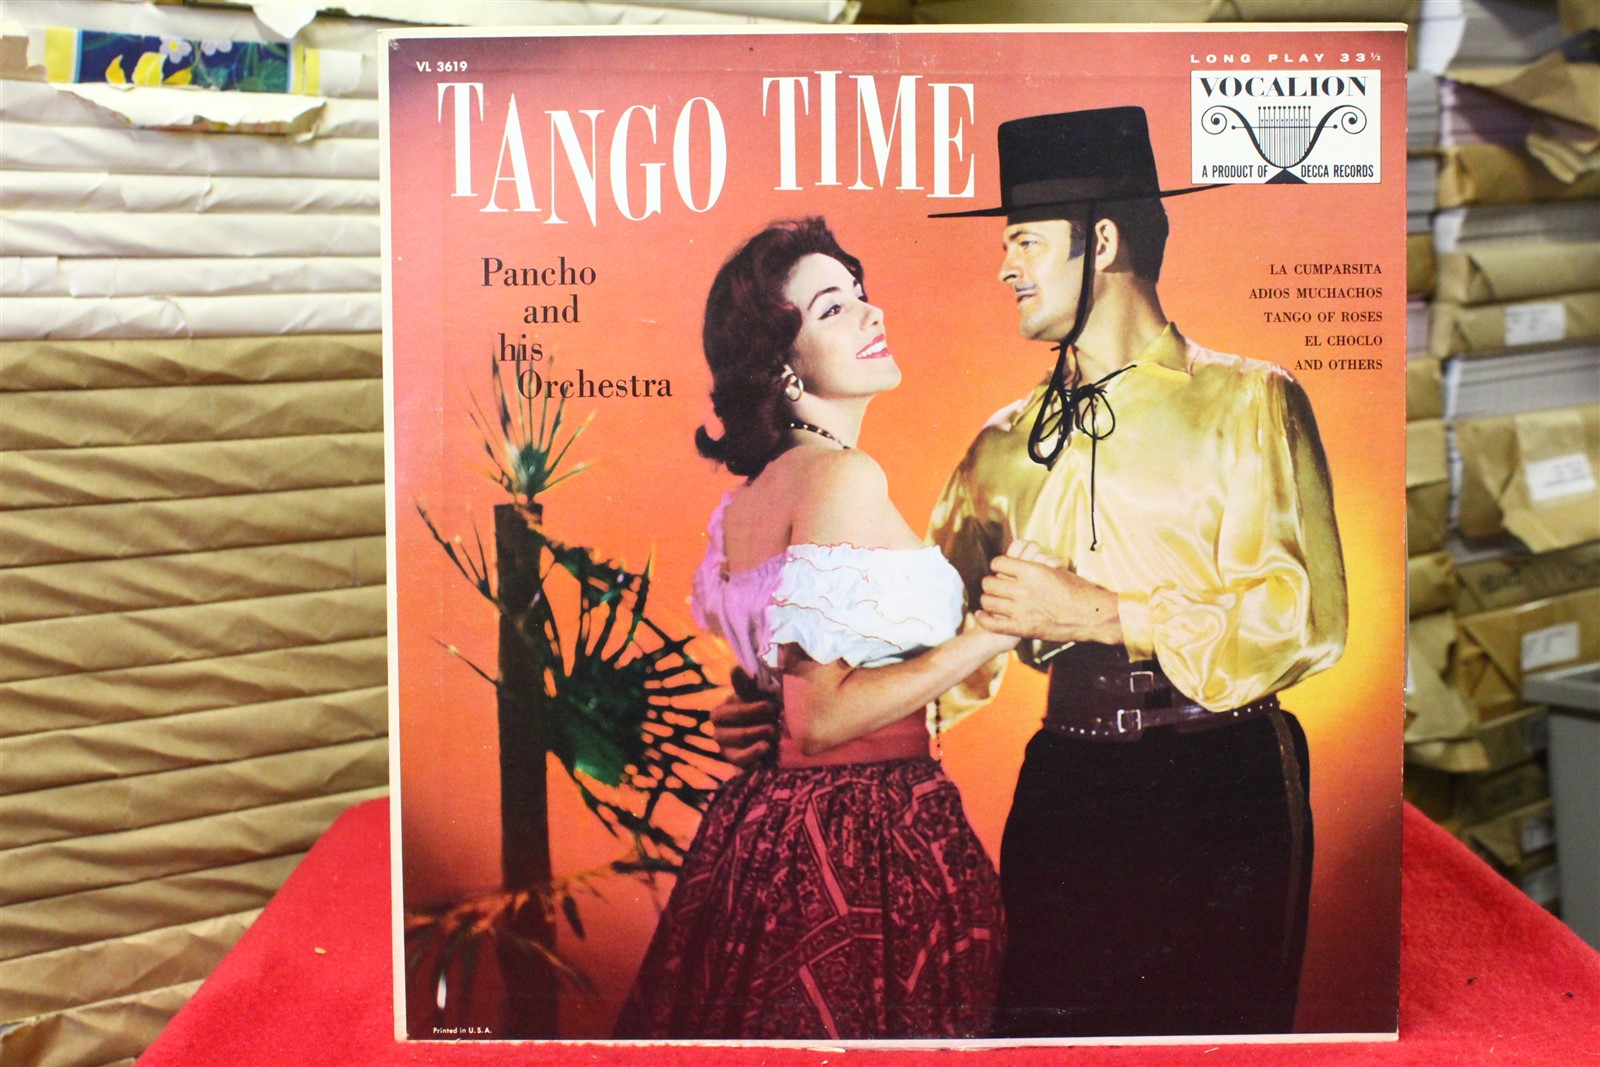 VL 3619
TANGO TIME
Pancho
and
his
Orchestra
LONG PLAY 33⅓
VOCALION
A PRODUCT OF DECCA RECORDS
LA CUMPARSITA
ADIOS MUCHACHOS
TANGO OF ROSES
EL CHOCLO
AND OTHERS
Printed in U.S.A.